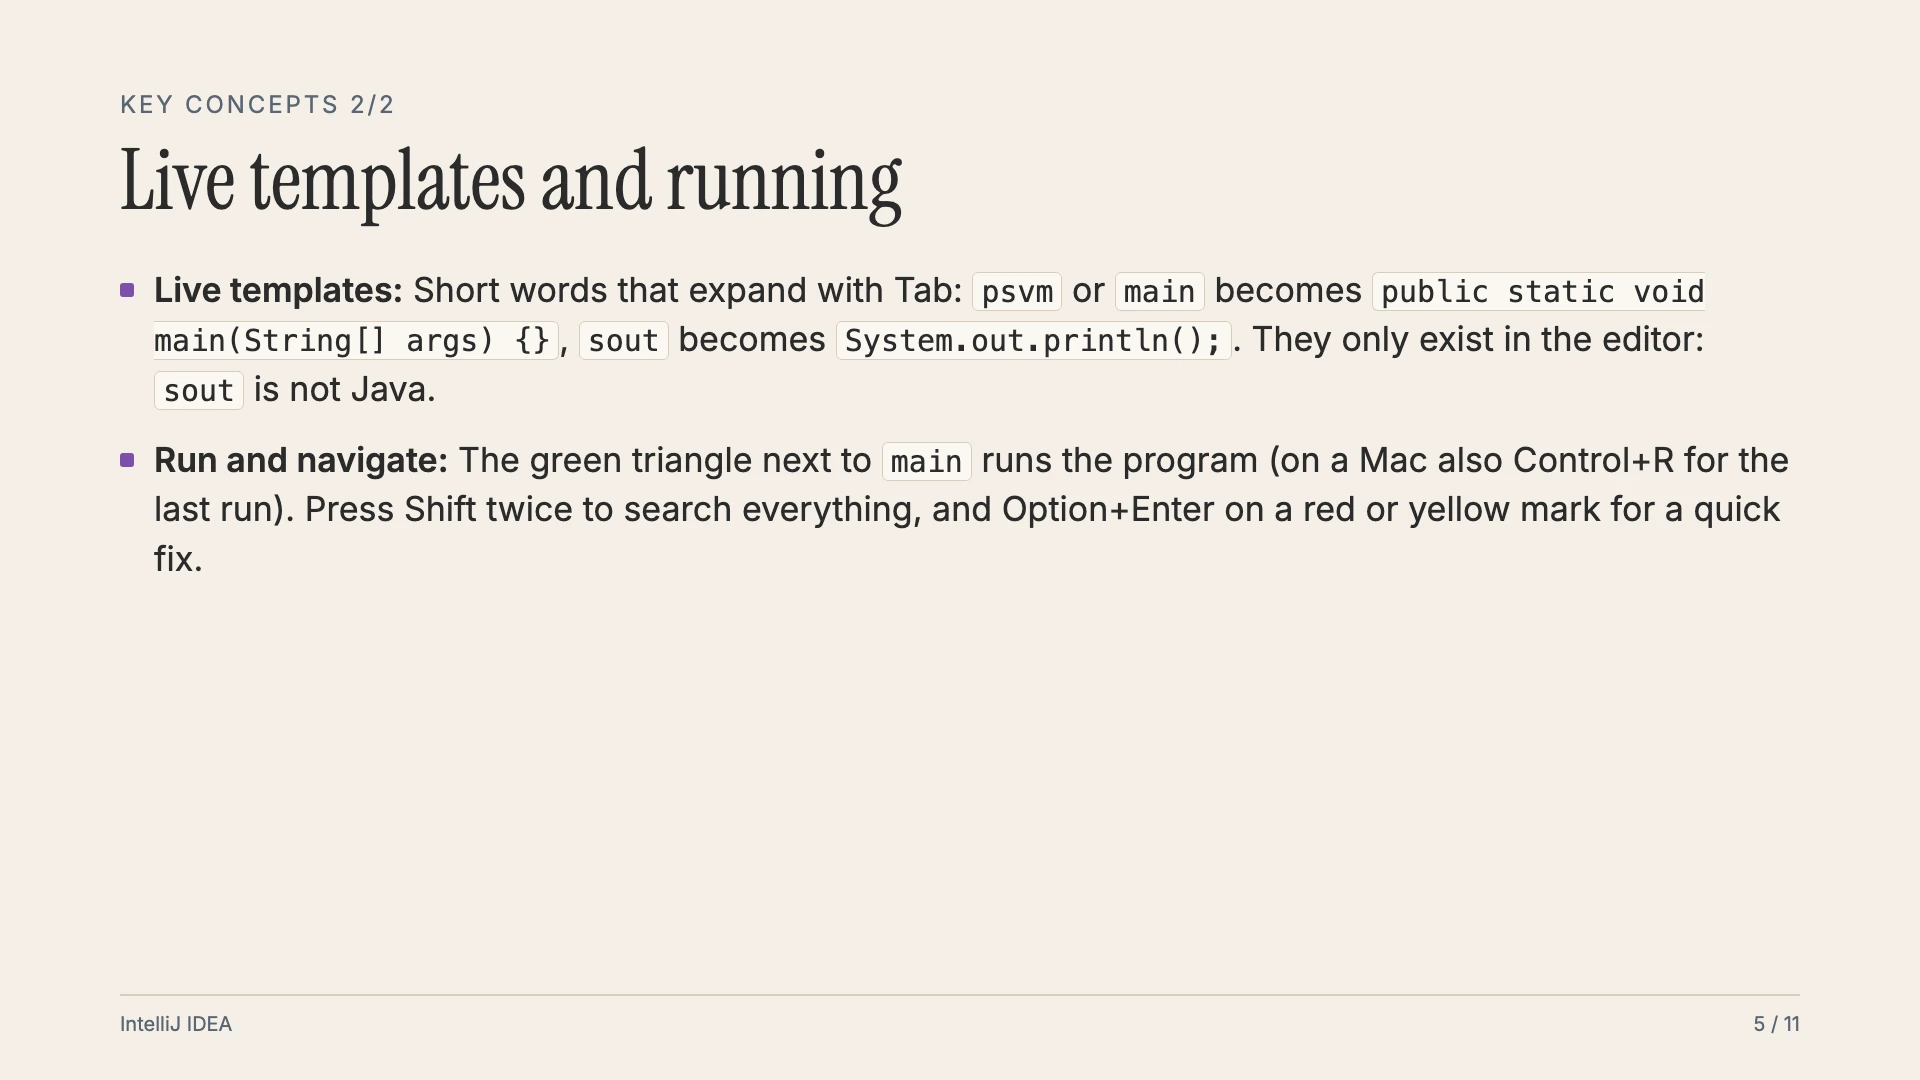 KEY CONCEPTS 2/2
Live templates and running
Live templates: Short words that expand with Tab: psvm or main becomes public static void
main(String[] args) {}, sout becomes System.out.println();. They only exist in the editor:
sout is not Java.
Run and navigate: The green triangle next to main runs the program (on a Mac also Control+R for the
last run). Press Shift twice to search everything, and Option+Enter on a red or yellow mark for a quick
fix.
IntelliJ IDEA
5 / 11